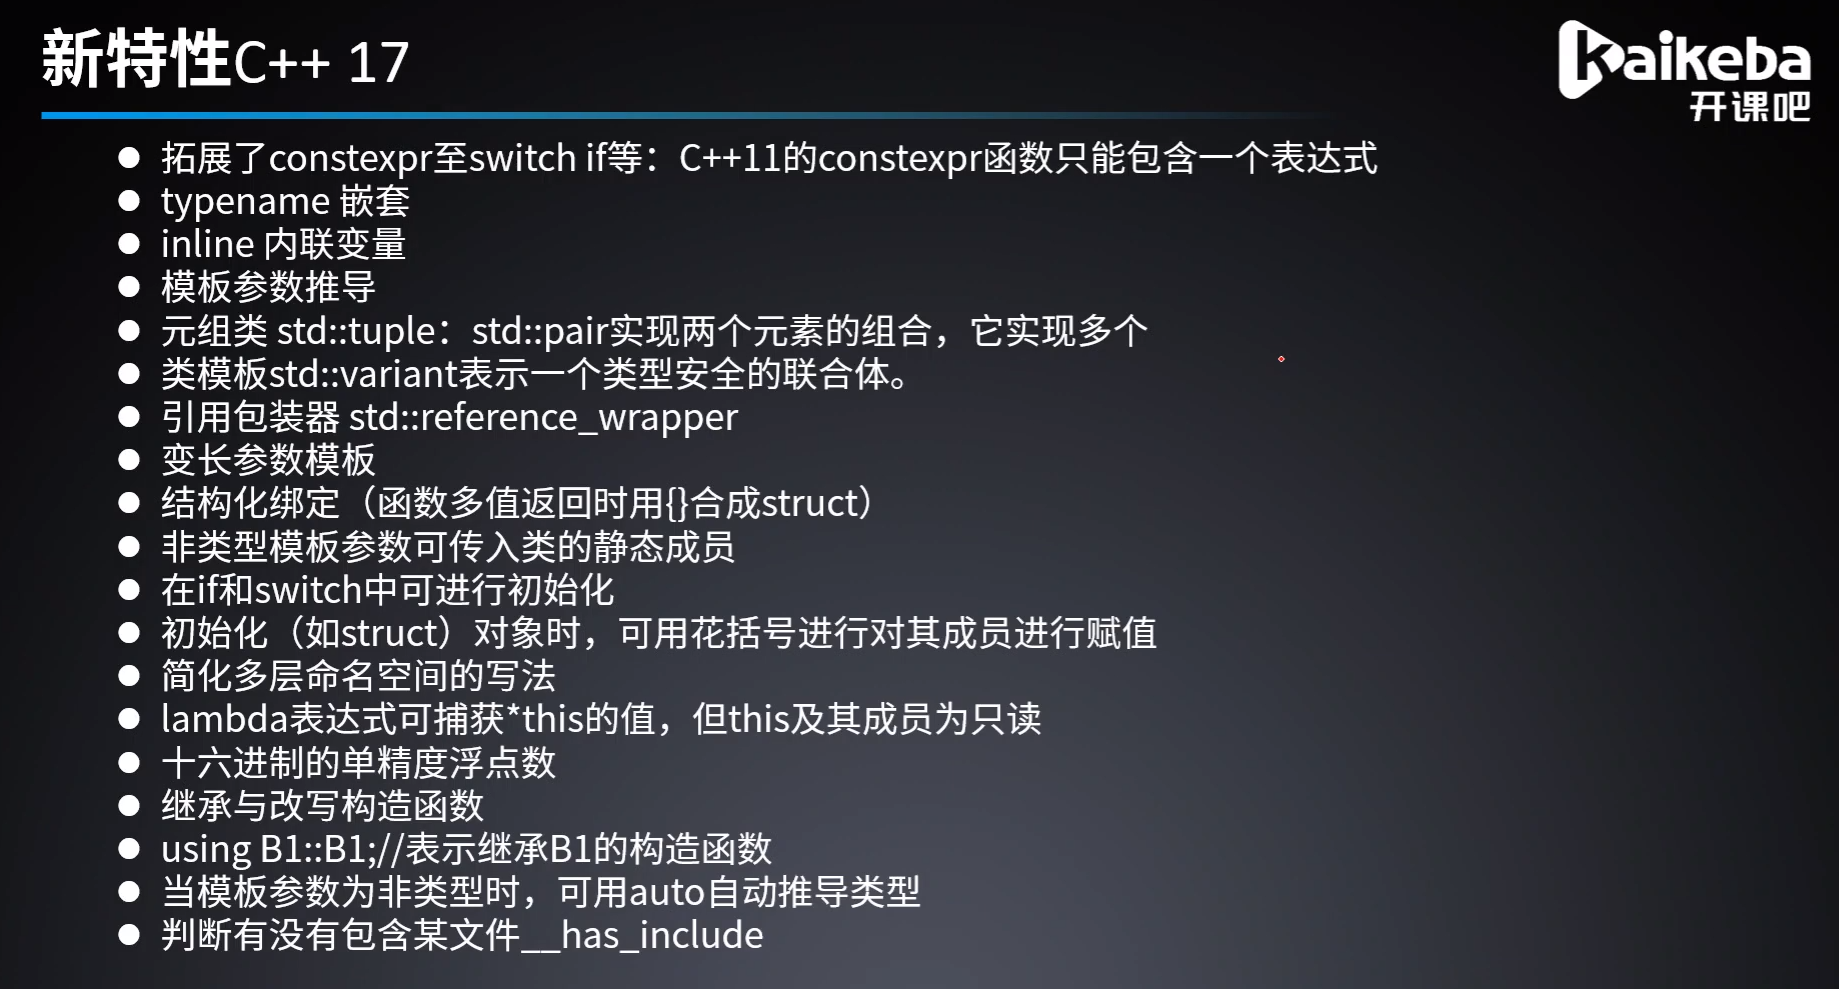 新特性C++ 17
Kaikeba
开课吧
拓展了constexpr至switch if等：C++11的constexpr函数只能包含一个表达式
typename 嵌套
inline 内联变量
模板参数推导
元组类 std::tuple：std::pair实现两个元素的组合，它实现多个
类模板std::variant表示一个类型安全的联合体。
引用包装器 std::reference_wrapper
变长参数模板
结构化绑定（函数多值返回时用{}合成struct）
非类型模板参数可传入类的静态成员
在if和switch中可进行初始化
初始化（如struct）对象时，可用花括号进行对其成员进行赋值
简化多层命名空间的写法
lambda表达式可捕获*this的值，但this及其成员为只读
十六进制的单精度浮点数
继承与改写构造函数
using B1::B1;//表示继承B1的构造函数
当模板参数为非类型时，可用auto自动推导类型
判断有没有包含某文件__has_include